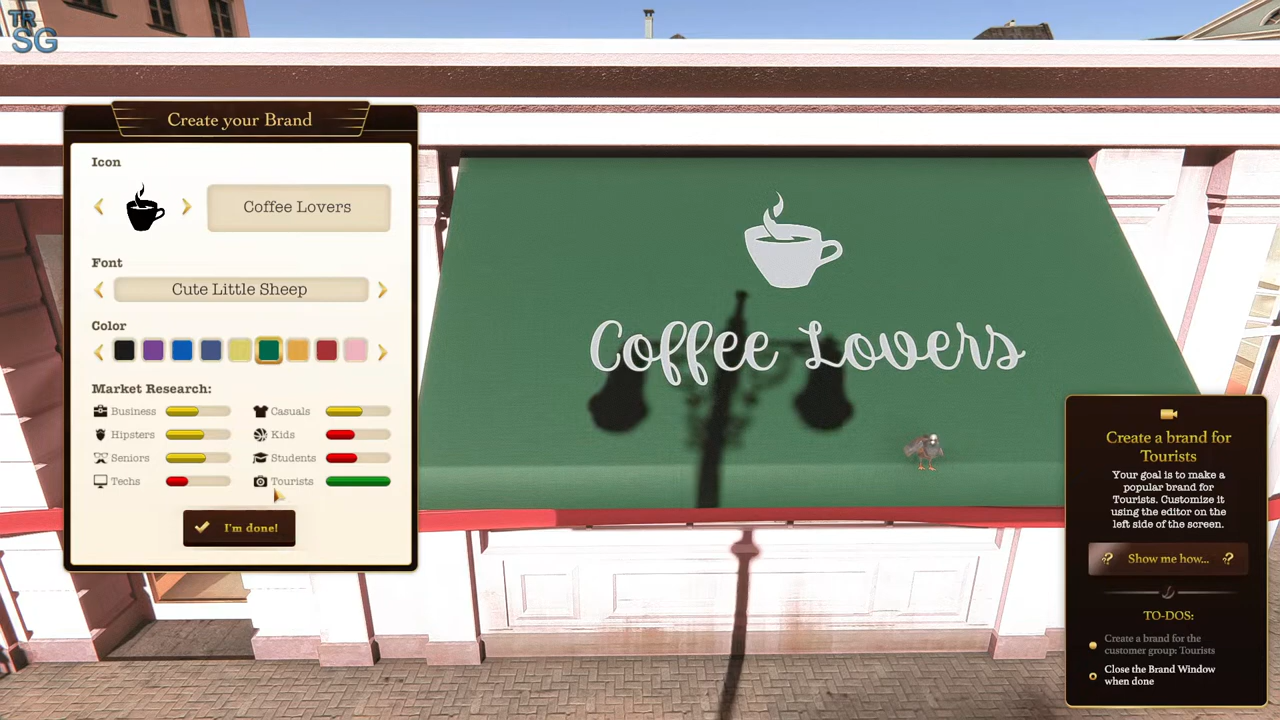 TR
SG
Create your Brand
Icon
Coffee Lovers
Font
Cute Little Sheep
Color
Market Research:
Business
Casuals
Hipsters
Kids
Seniors
Students
Techs
Tourists
I'm done!
Coffee Lovers
Create a brand for
Tourists
Your goal is to make a
popular brand for
Tourists. Customize it
using the editor on the
left side of the screen.
Show me how...
TO-DOS:
Create a brand for the
customer group: Tourists
Close the Brand Window
when done